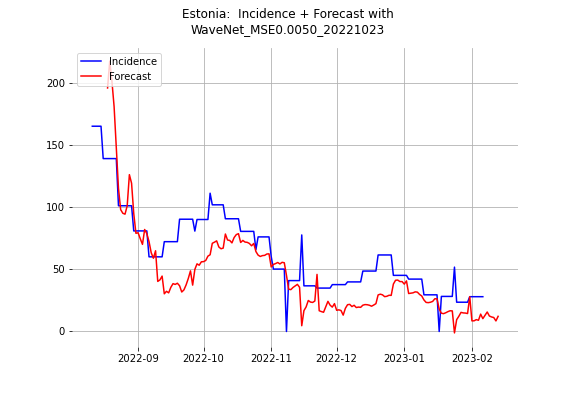 Estonia:  Incidence + Forecast with
WaveNet_MSE0.0050_20221023
Incidence
Forecast
200
150
100
50
0
2022-09
2022-10
2022-11
2022-12
2023-01
2023-02